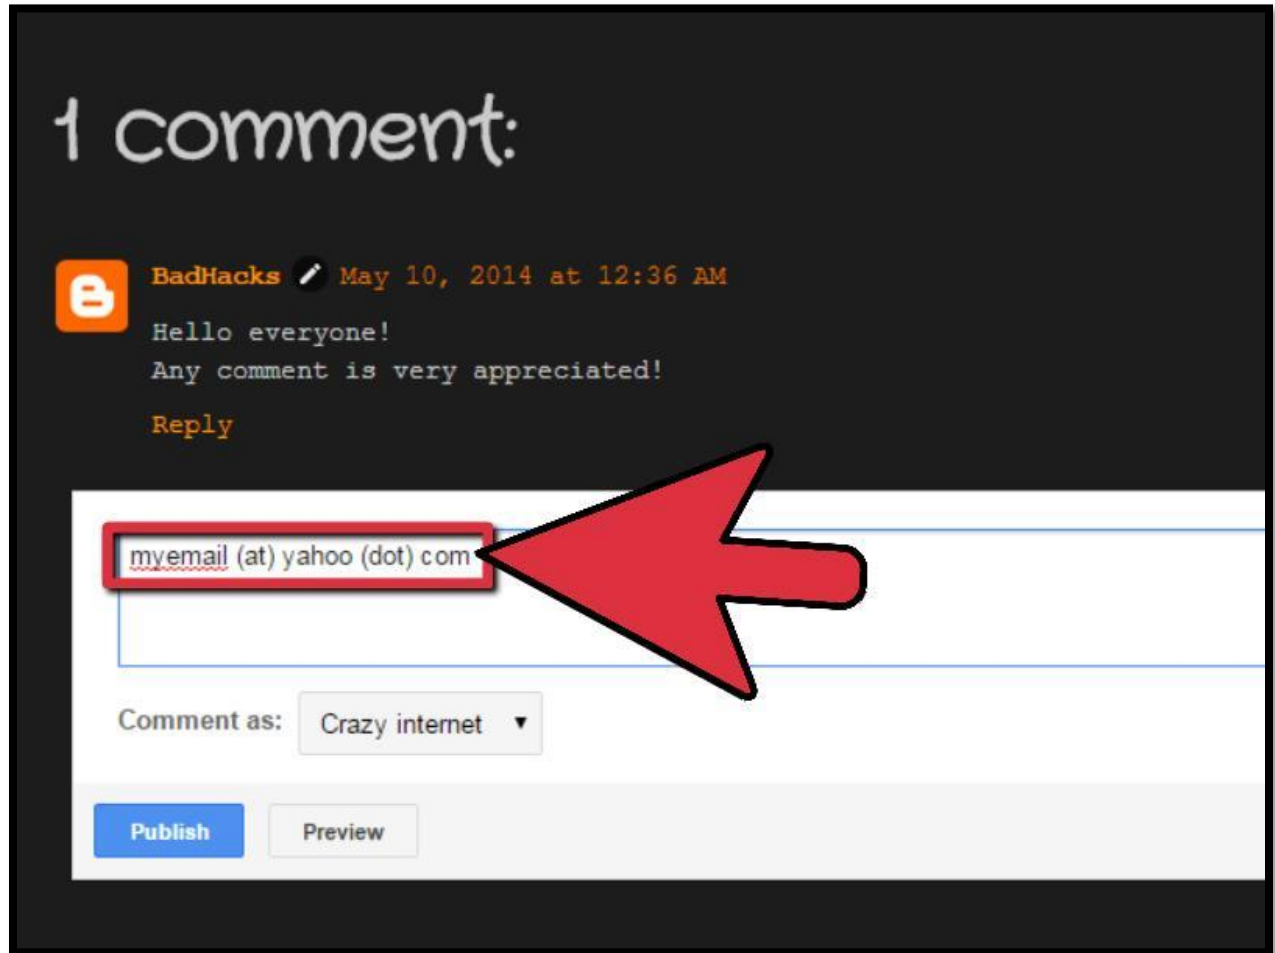 1 comment:
BadHacks May 10, 2014 at 12:36 AM
Hello everyone!
Any comment is very appreciated!
Reply
myemail (at) yahoo (dot) com
Comment as: Crazy internet
Publish Preview